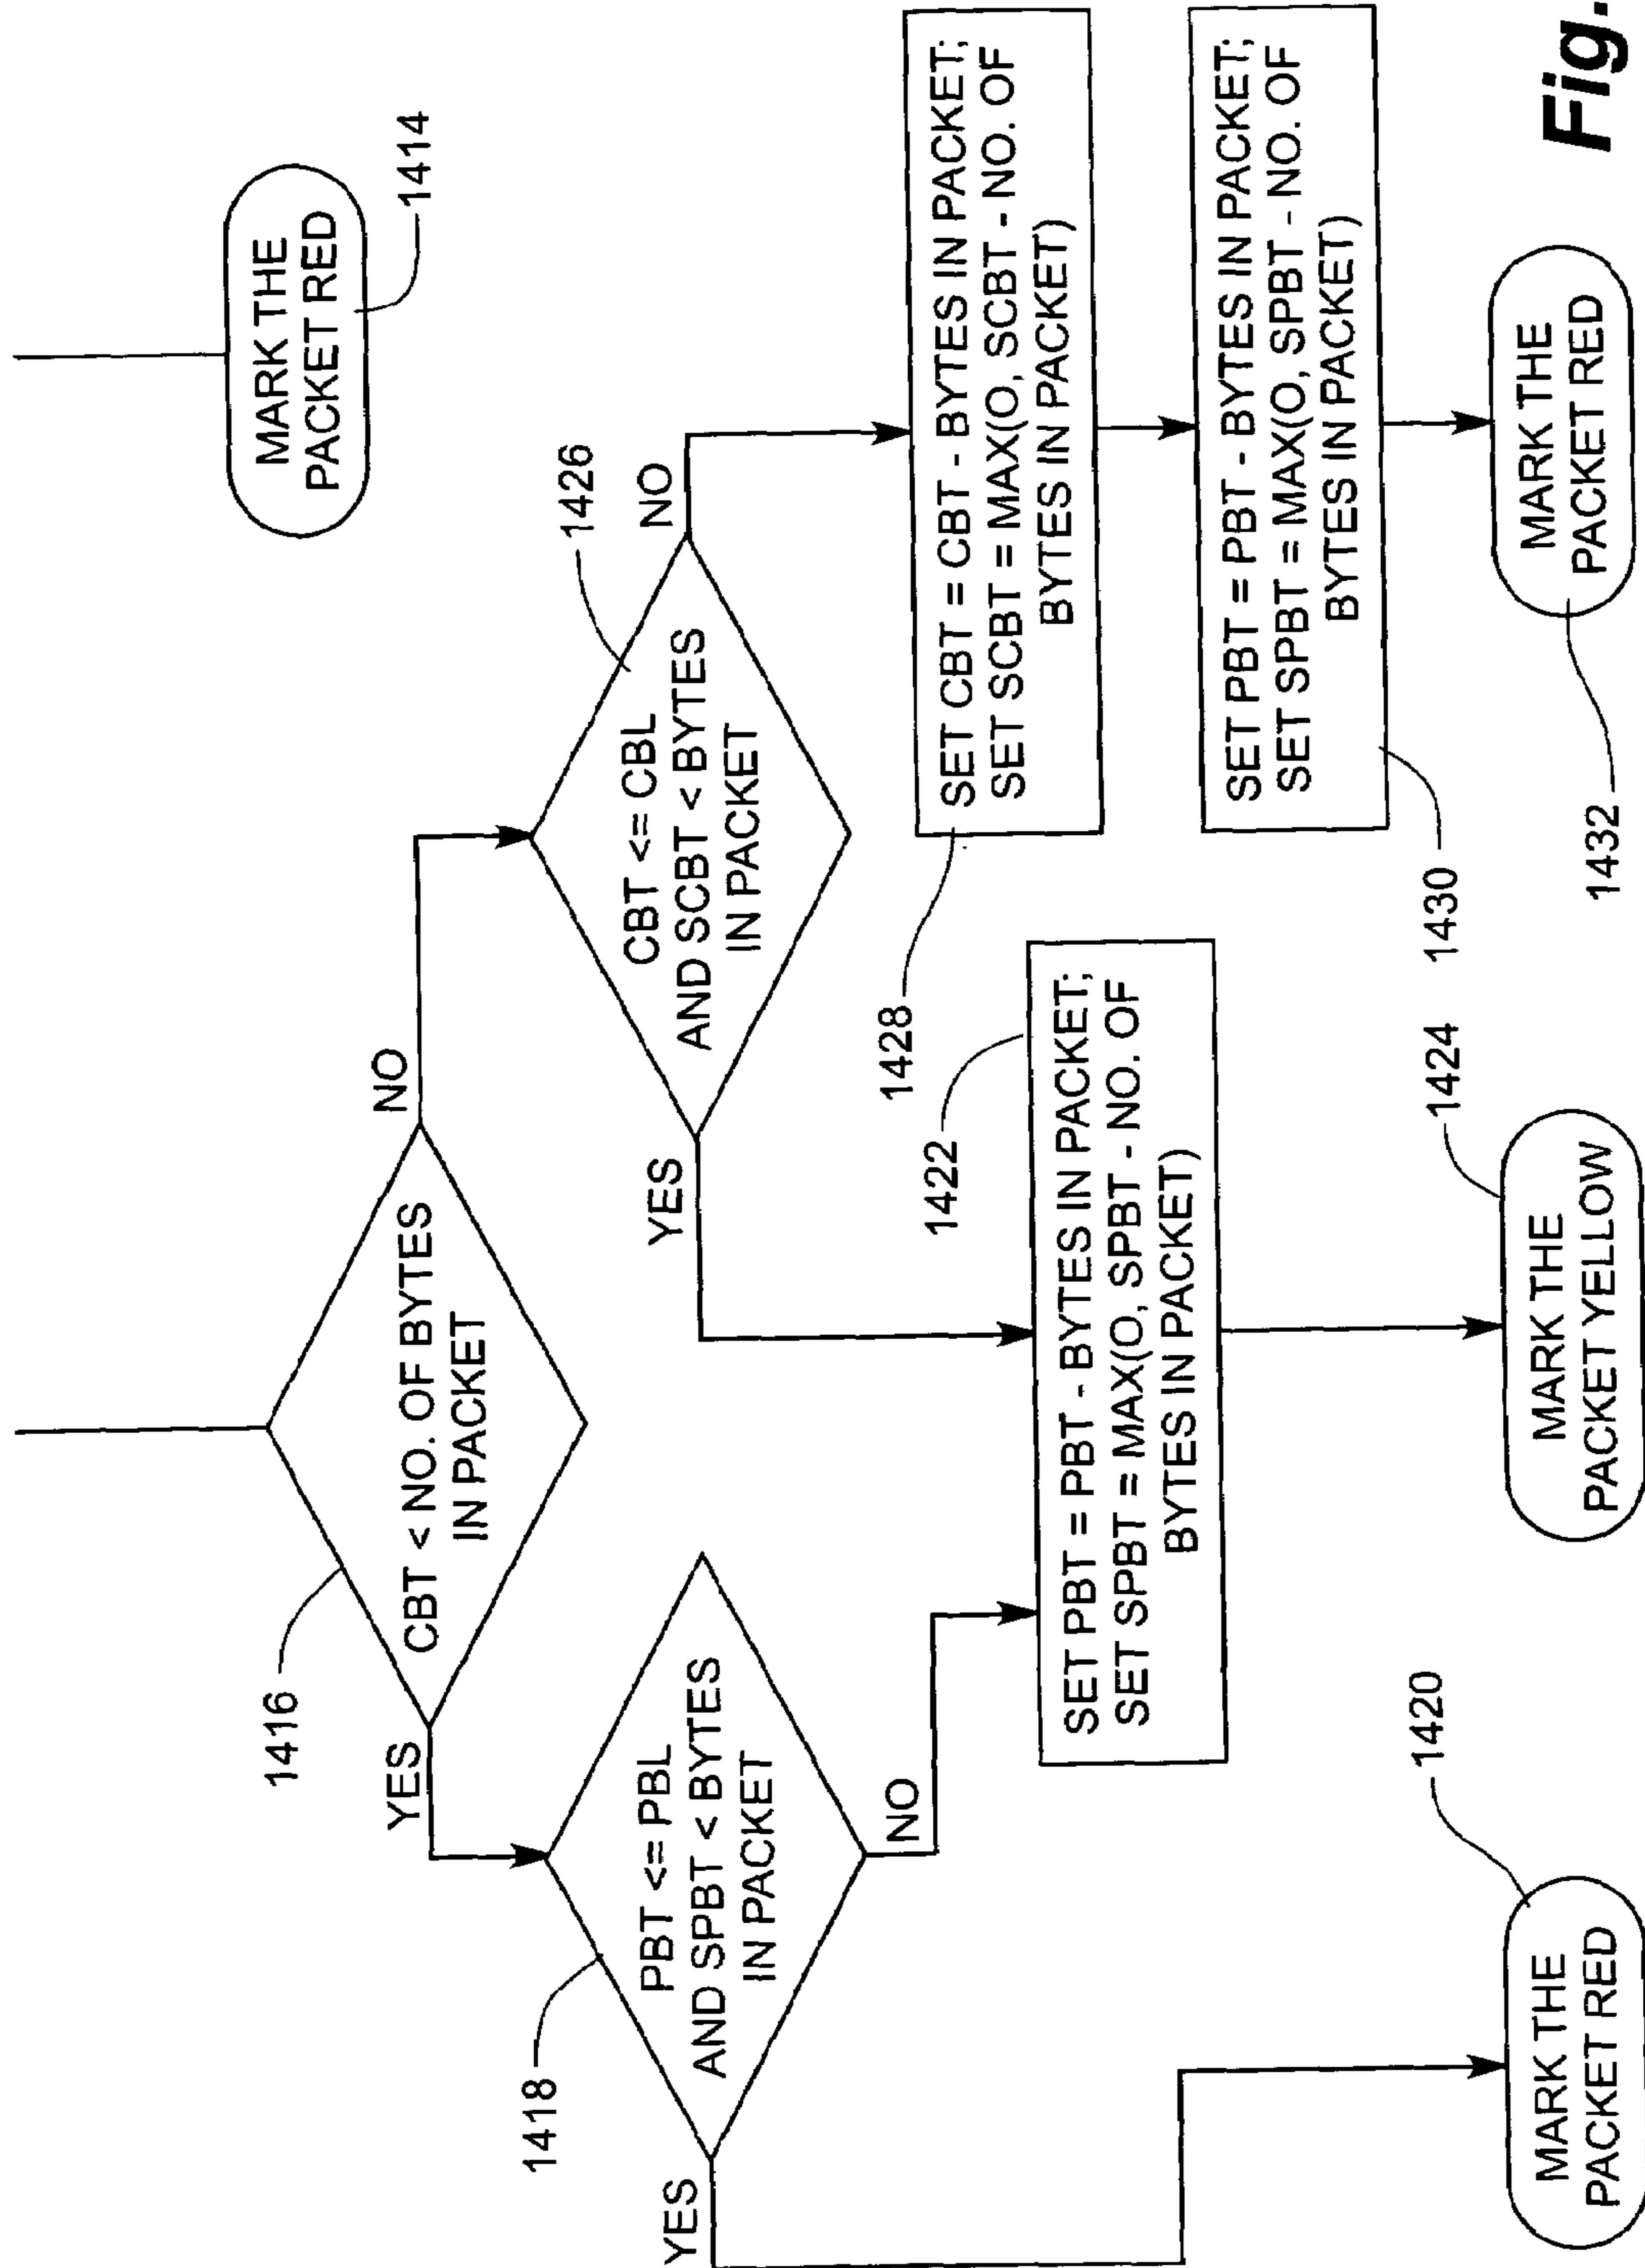 MARK THE
PACKET RED
1414
1416
CBT < NO. OF BYTES
IN PACKET
YES
NO
1418
PBT <= PBL
AND SPBT < BYTES
IN PACKET
YES
NO
1426
CBT <= CBL
AND SCBT < BYTES
IN PACKET
YES
NO
1422
SET PBT = PBT - BYTES IN PACKET;
SET SPBT = MAX(O, SPBT - NO. OF
BYTES IN PACKET)
1428
SET CBT = CBT - BYTES IN PACKET;
SET SCBT = MAX(O, SCBT - NO. OF
BYTES IN PACKET)
1430
SET PBT = PBT - BYTES IN PACKET;
SET SPBT = MAX(O, SPBT - NO. OF
BYTES IN PACKET)
1420
MARK THE
PACKET RED
1424
MARK THE
PACKET YELLOW
1432
MARK THE
PACKET RED
Fig.